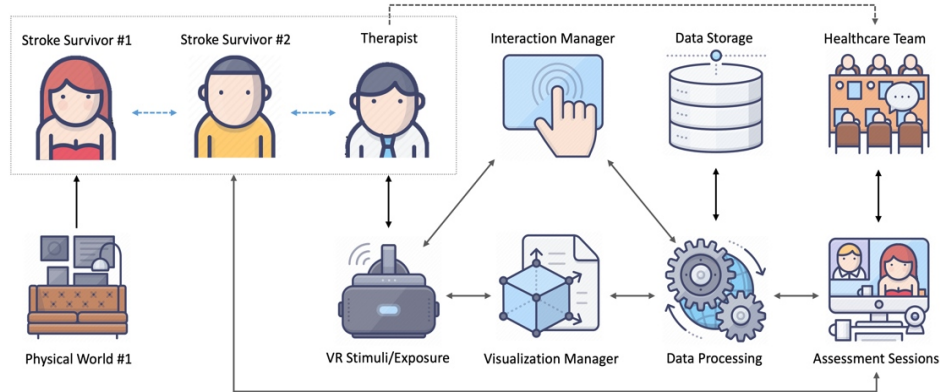 Stroke Survivor #1
Stroke Survivor #2
Therapist
Interaction Manager
Data Storage
Healthcare Team
Physical World #1
VR Stimuli/Exposure
Visualization Manager
Data Processing
Assessment Sessions